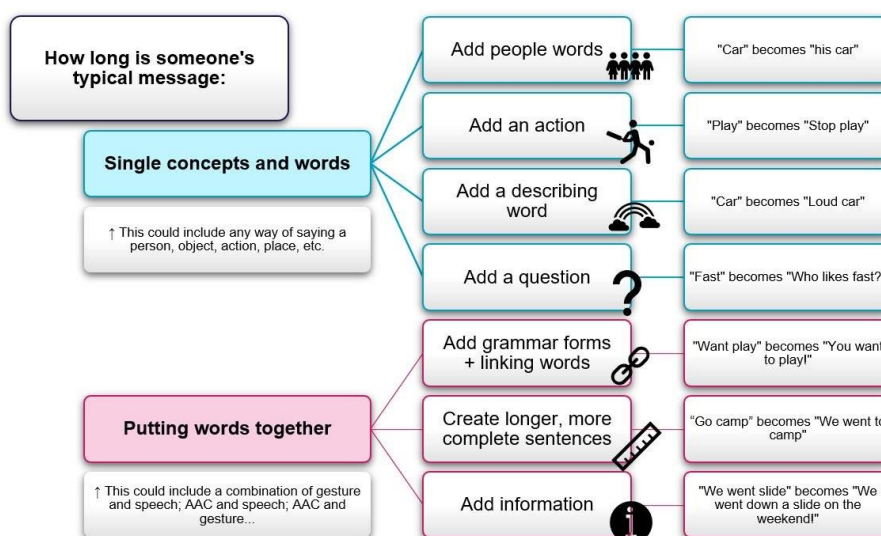 How long is someone's
typical message:
Single concepts and words
↑ This could include any way of saying a
person, object, action, place, etc.
Add people words
"Car" becomes "his car"
Add an action
"Play" becomes "Stop play"
Add a describing
word
"Car" becomes "Loud car"
Add a question
"Fast" becomes "Who likes fast?
Putting words together
↑ This could include a combination of gesture
and speech; AAC and speech; AAC and
gesture...
Add grammar forms
+ linking words
"Want play" becomes "You want
to play!"
Create longer, more
complete sentences
“Go camp” becomes "We went to
camp"
Add information
"We went slide" becomes "We
went down a slide on the
weekend!"